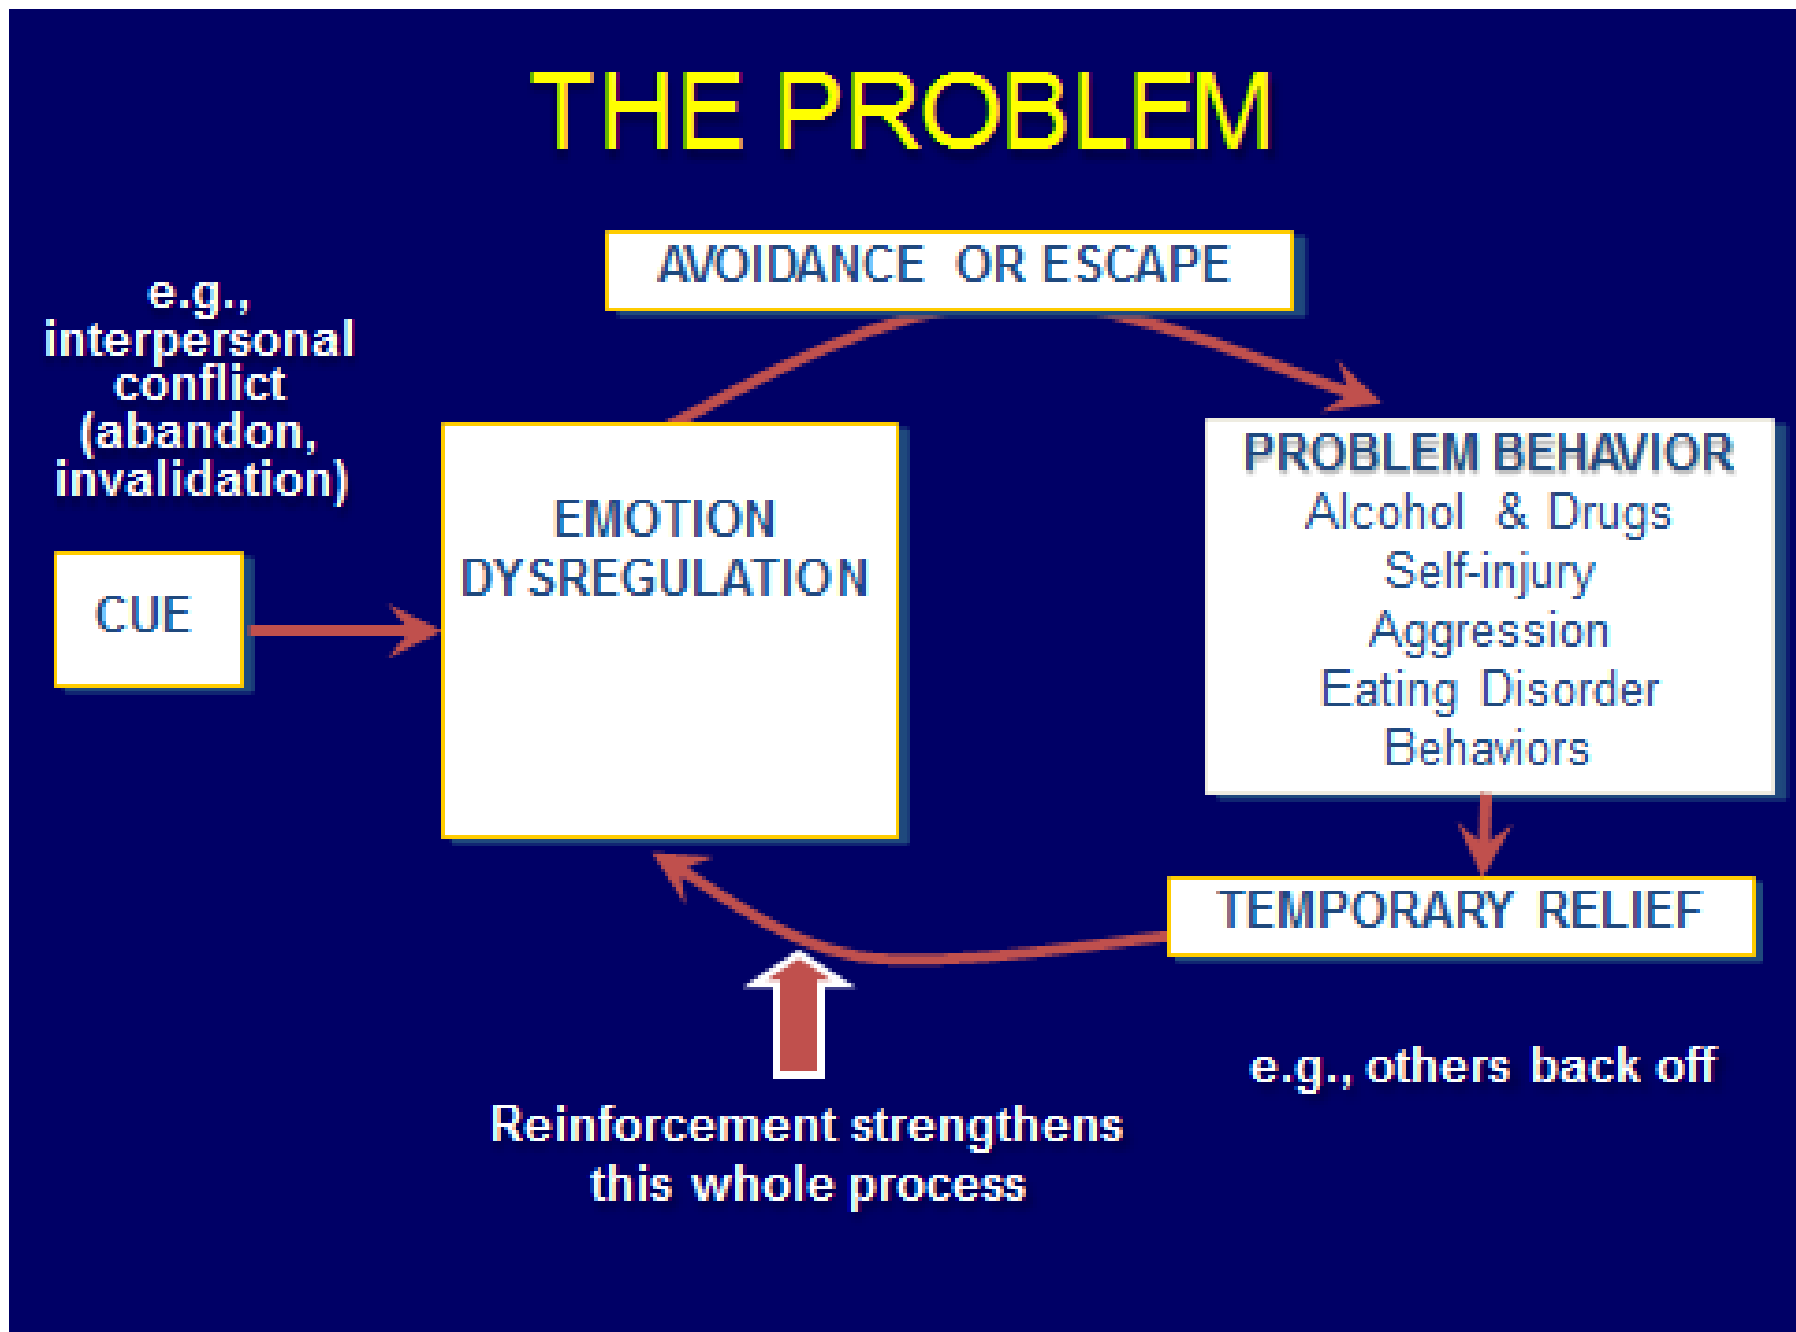 THE PROBLEM
AVOIDANCE OR ESCAPE
e.g.,
interpersonal
conflict
(abandon,
invalidation)
CUE
EMOTION
DYSREGULATION
PROBLEM BEHAVIOR
Alcohol & Drugs
Self-injury
Aggression
Eating Disorder
Behaviors
TEMPORARY RELIEF
e.g., others back off
Reinforcement strengthens
this whole process